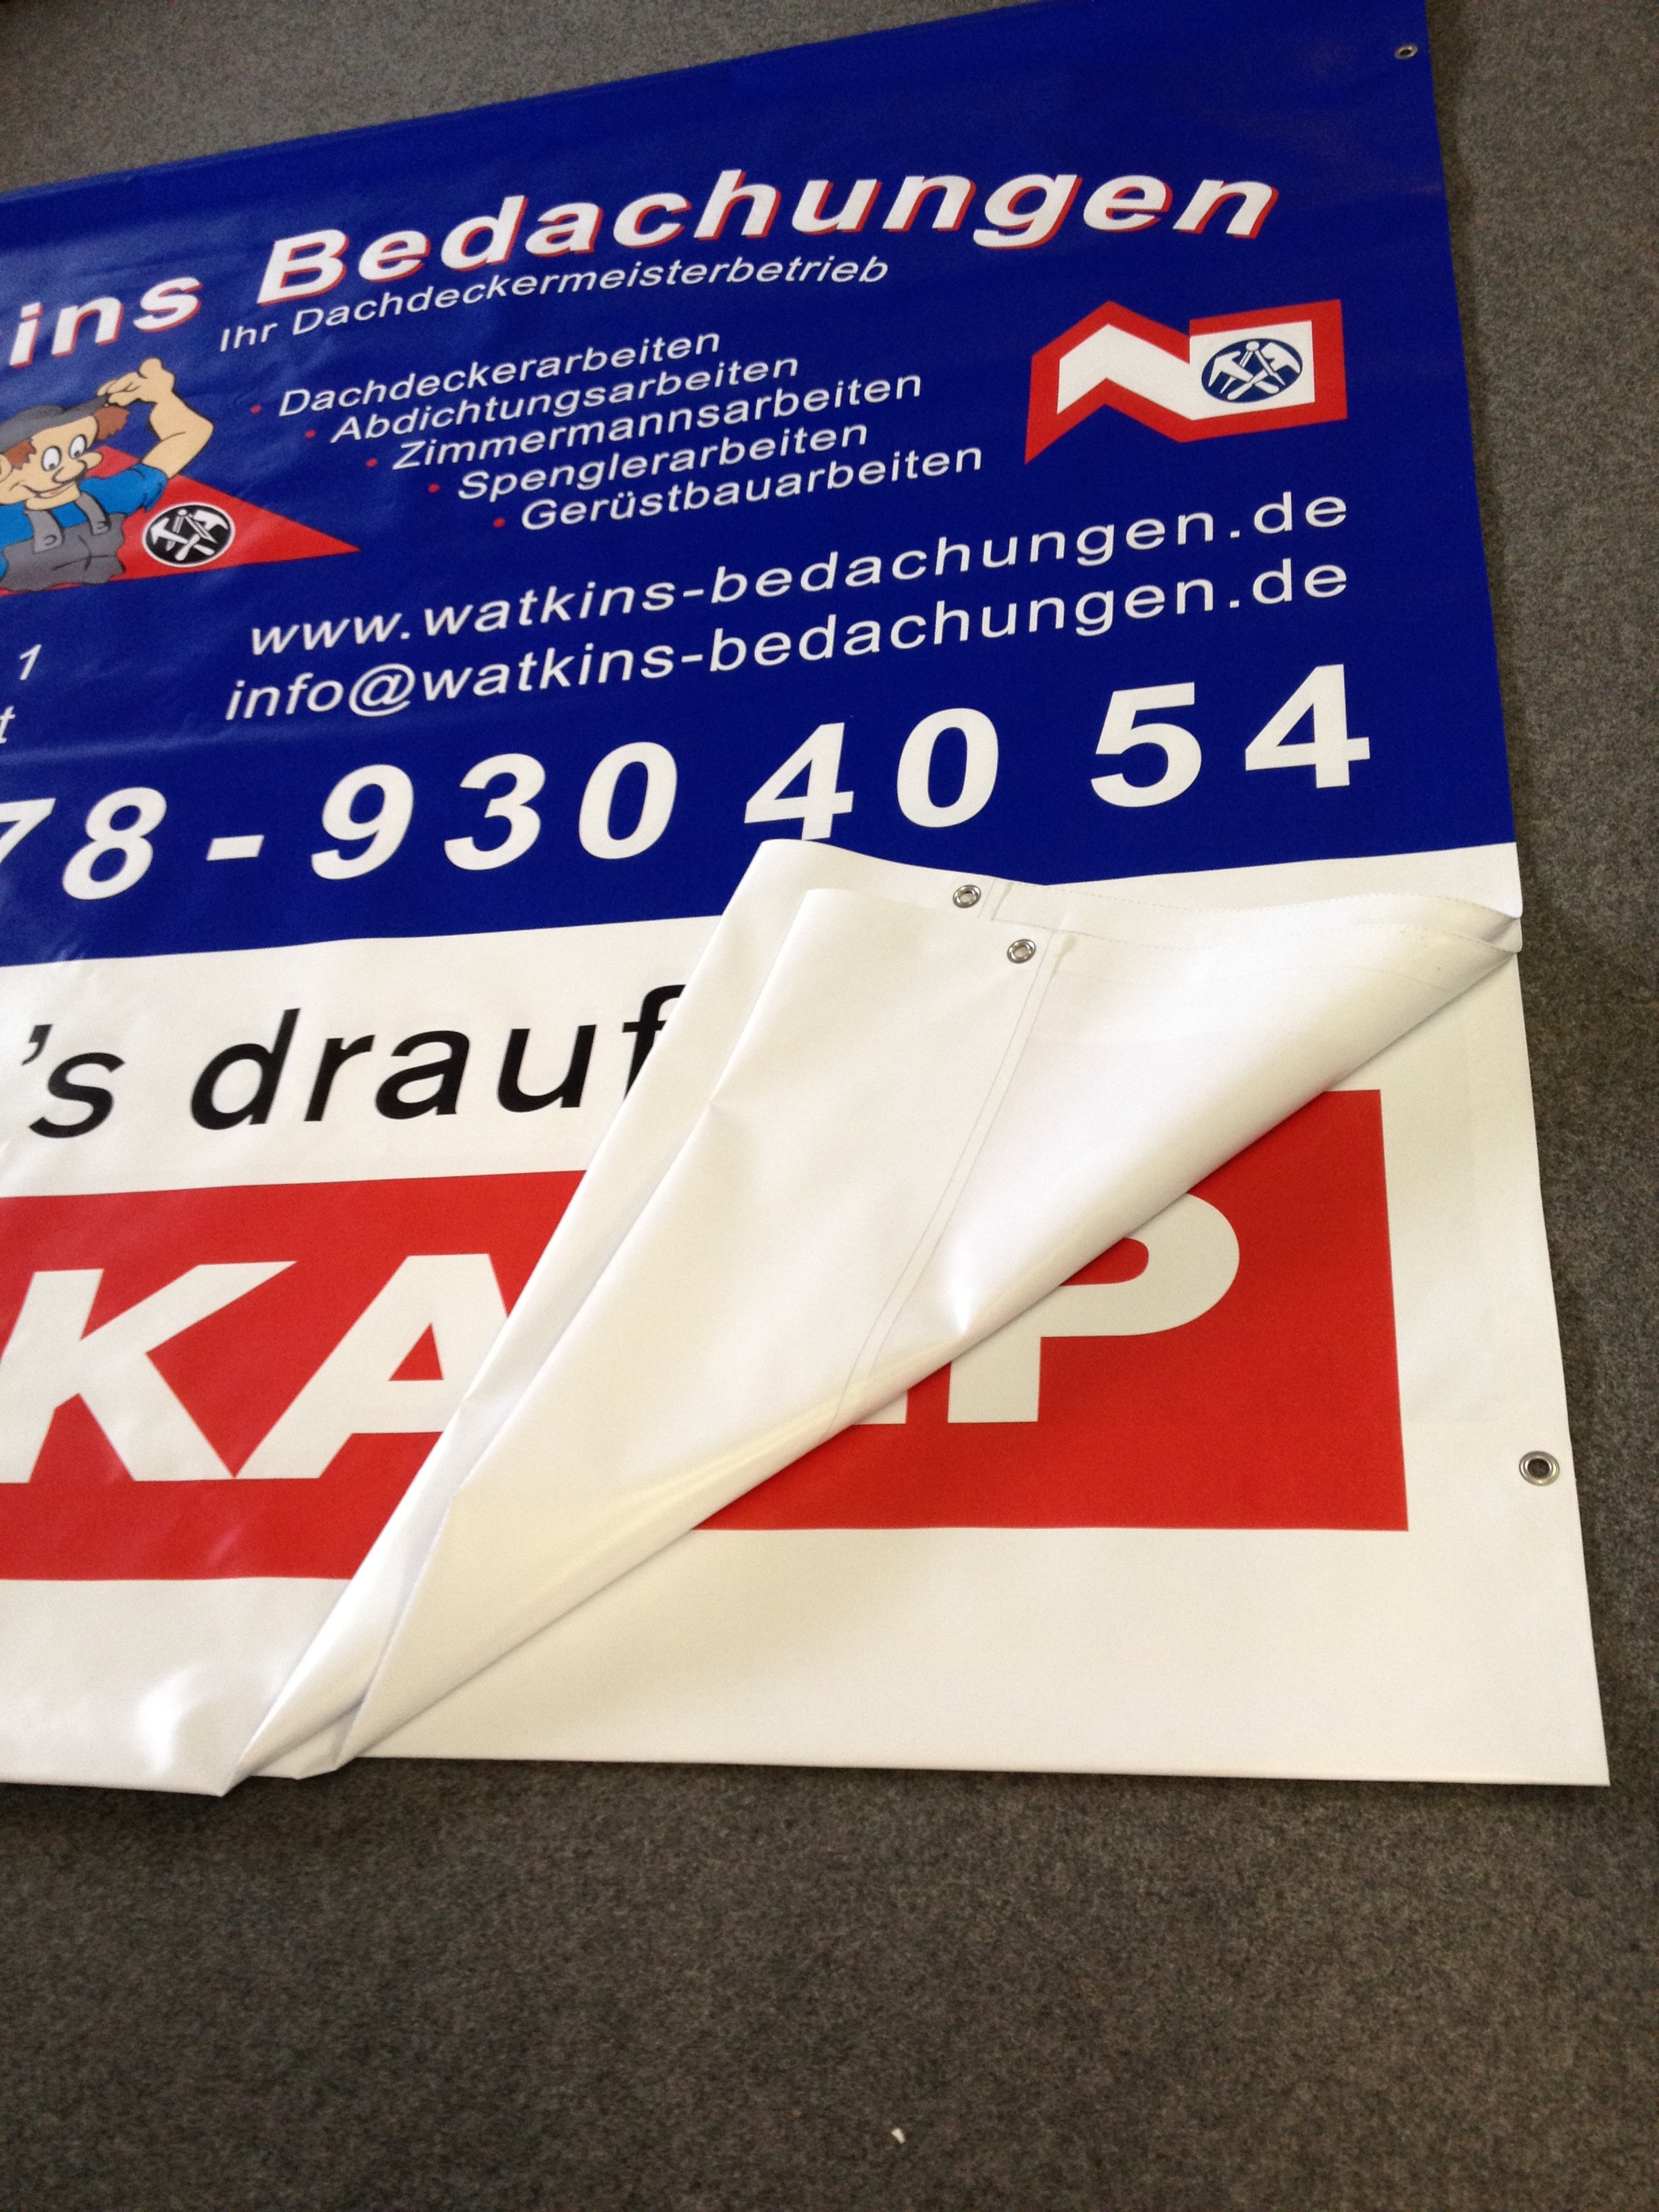 ins Bedachungen
Ihr Dachdeckermeisterbetrieb
• Dachdeckerarbeiten
• Abdichtungsarbeiten
• Zimmermannsarbeiten
• Spenglerarbeiten
• Gerüstbauarbeiten
www.watkins-bedachungen.de
info@watkins-bedachungen.de
1
t
78-930 40 54
's drauf
KA P